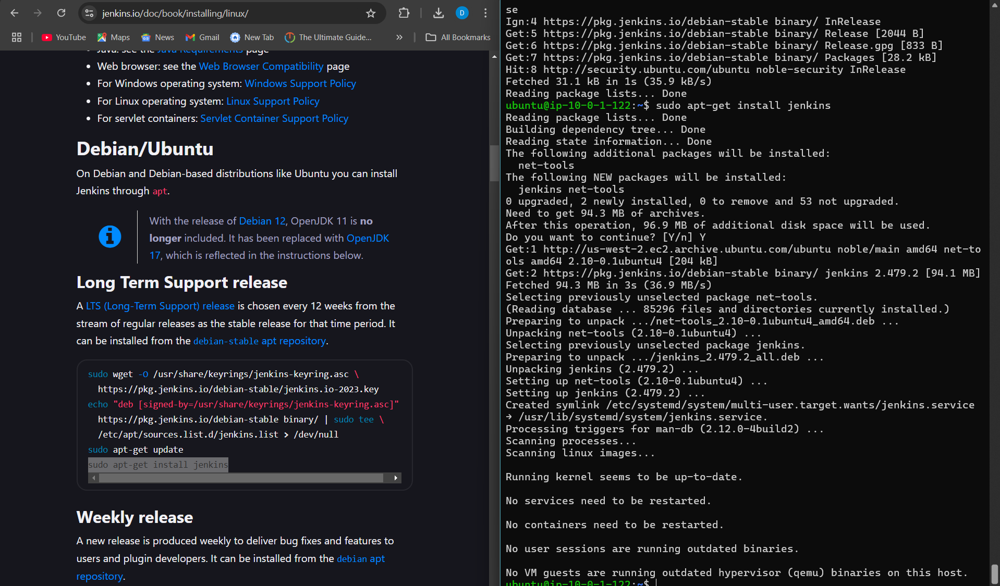 jenkins.io/doc/book/installing/linux/
D
YouTube
Maps
News
Gmail
New Tab
The Ultimate Guide...
»
All Bookmarks
Java: see the Java Requirements page
Web browser: see the Web Browser Compatibility page
For Windows operating system: Windows Support Policy
For Linux operating system: Linux Support Policy
For servlet containers: Servlet Container Support Policy
Debian/Ubuntu
On Debian and Debian-based distributions like Ubuntu you can install
Jenkins through apt.
With the release of Debian 12, OpenJDK 11 is no
longer included. It has been replaced with OpenJDK
17, which is reflected in the instructions below.
Long Term Support release
A LTS (Long-Term Support) release is chosen every 12 weeks from the
stream of regular releases as the stable release for that time period. It
can be installed from the debian-stable apt repository.
sudo wget -O /usr/share/keyrings/jenkins-keyring.asc \
https://pkg.jenkins.io/debian-stable/jenkins.io-2023.key
echo "deb [signed-by=/usr/share/keyrings/jenkins-keyring.asc]"
https://pkg.jenkins.io/debian-stable binary/ | sudo tee \
/etc/apt/sources.list.d/jenkins.list > /dev/null
sudo apt-get update
sudo apt-get install jenkins
Weekly release
A new release is produced weekly to deliver bug fixes and features to
users and plugin developers. It can be installed from the debian apt
repository.
se
Ign:4 https://pkg.jenkins.io/debian-stable binary/ InRelease
Get:5 https://pkg.jenkins.io/debian-stable binary/ Release [2044 B]
Get:6 https://pkg.jenkins.io/debian-stable binary/ Release.gpg [833 B]
Get:7 https://pkg.jenkins.io/debian-stable binary/ Packages [28.2 kB]
Hit:8 http://security.ubuntu.com/ubuntu noble-security InRelease
Fetched 31.1 kB in 1s (35.9 kB/s)
Reading package lists... Done
ubuntu@ip-10-0-1-122:~$ sudo apt-get install jenkins
Reading package lists... Done
Building dependency tree... Done
Reading state information... Done
The following additional packages will be installed:
net-tools
The following NEW packages will be installed:
jenkins net-tools
0 upgraded, 2 newly installed, 0 to remove and 53 not upgraded.
Need to get 94.3 MB of archives.
After this operation, 96.9 MB of additional disk space will be used.
Do you want to continue? [Y/n] Y
Get:1 http://us-west-2.ec2.archive.ubuntu.com/ubuntu noble/main amd64 net-to
ols amd64 2.10-0.1ubuntu4 [204 kB]
Get:2 https://pkg.jenkins.io/debian-stable binary/ jenkins 2.479.2 [94.1 MB]
Fetched 94.3 MB in 3s (36.9 MB/s)
Selecting previously unselected package net-tools.
(Reading database ... 85296 files and directories currently installed.)
Preparing to unpack .../net-tools_2.10-0.1ubuntu4_amd64.deb ...
Unpacking net-tools (2.10-0.1ubuntu4) ...
Selecting previously unselected package jenkins.
Preparing to unpack .../jenkins_2.479.2_all.deb ...
Unpacking jenkins (2.479.2) ...
Setting up net-tools (2.10-0.1ubuntu4) ...
Setting up jenkins (2.479.2) ...
Created symlink /etc/systemd/system/multi-user.target.wants/jenkins.service
→ /usr/lib/systemd/system/jenkins.service.
Processing triggers for man-db (2.12.0-4build2) ...
Scanning processes...
Scanning linux images...
Running kernel seems to be up-to-date.
No services need to be restarted.
No containers need to be restarted.
No user sessions are running outdated binaries.
No VM guests are running outdated hypervisor (qemu) binaries on this host.
ubuntu@ip-10-0-1-122:~$